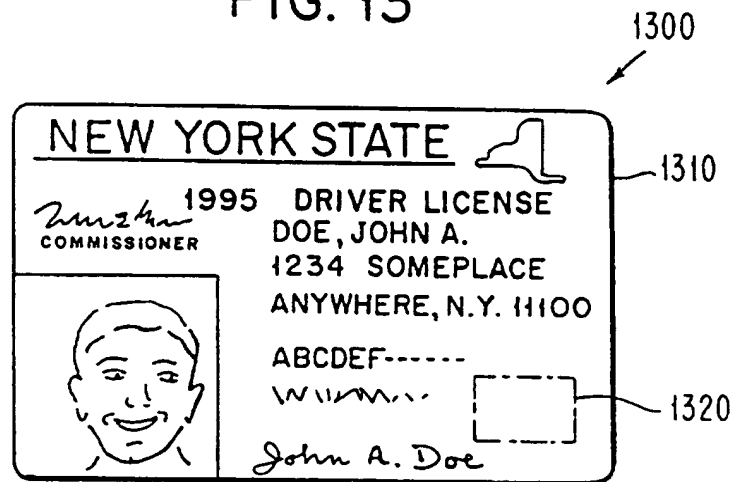 FIG. 13
1300
NEW YORK STATE
1310
1995 DRIVER LICENSE
COMMISSIONER
DOE, JOHN A.
1234 SOMEPLACE
ANYWHERE, N.Y. 11100
ABCDEF------
1320
John A. Doe